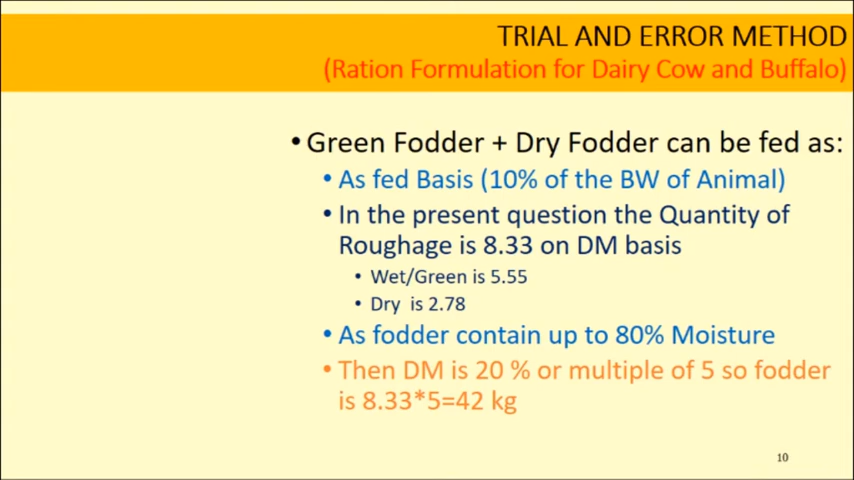 TRIAL AND ERROR METHOD
(Ration Formulation for Dairy Cow and Buffalo)
• Green Fodder + Dry Fodder can be fed as:
• As fed Basis (10% of the BW of Animal)
• In the present question the Quantity of
Roughage is 8.33 on DM basis
• Wet/Green is 5.55
• Dry is 2.78
• As fodder contain up to 80% Moisture
• Then DM is 20 % or multiple of 5 so fodder
is 8.33*5=42 kg
10